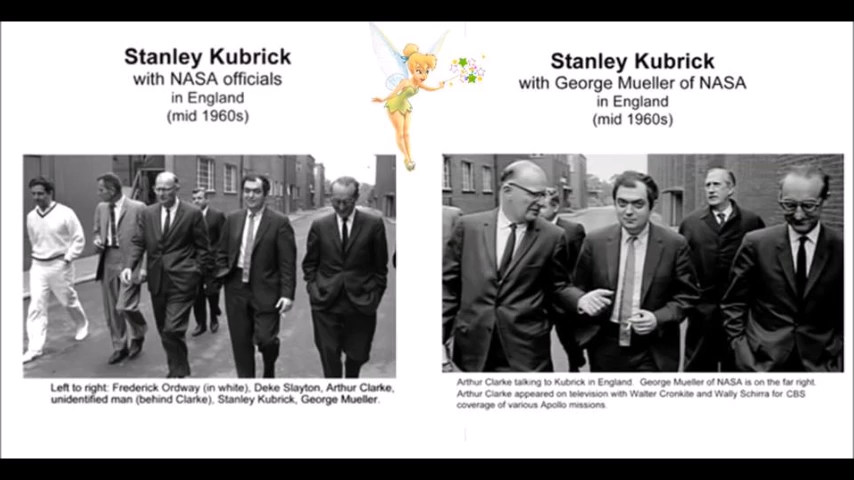 Stanley Kubrick
with NASA officials
in England
(mid 1960s)
Left to right: Frederick Ordway (in white), Deke Slayton, Arthur Clarke,
unidentified man (behind Clarke), Stanley Kubrick, George Mueller.
Stanley Kubrick
with George Mueller of NASA
in England
(mid 1960s)
Arthur Clarke talking to Kubrick in England. George Mueller of NASA is on the far right.
Arthur Clarke appeared on television with Walter Cronkite and Wally Schirra for CBS
coverage of various Apollo missions.